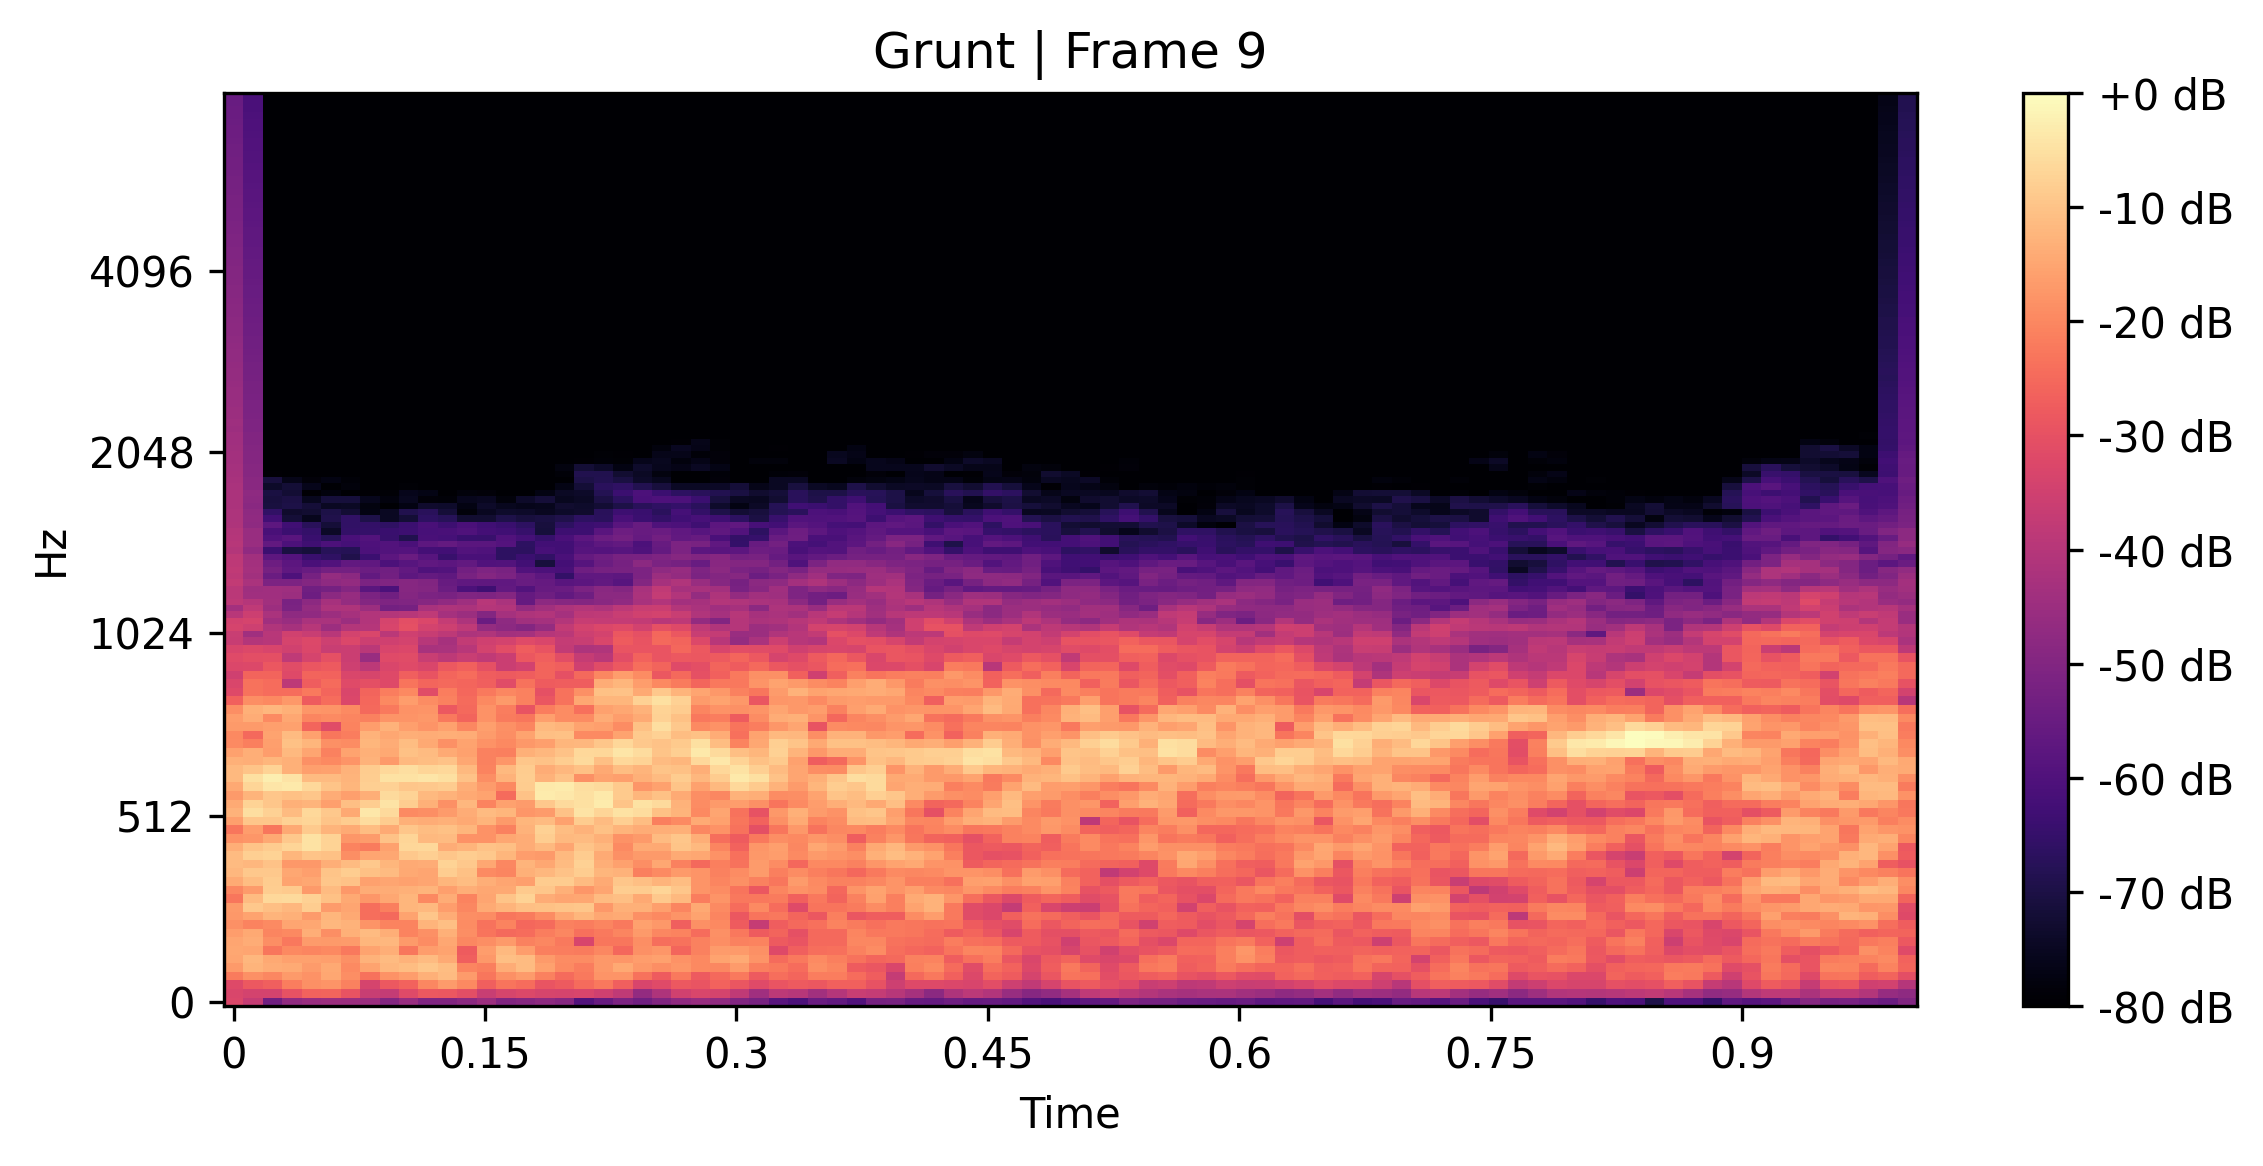 Grunt | Frame 9
Hz
4096
2048
1024
512
0
0 0.15 0.3 0.45 0.6 0.75 0.9
Time
+0 dB
-10 dB
-20 dB
-30 dB
-40 dB
-50 dB
-60 dB
-70 dB
-80 dB